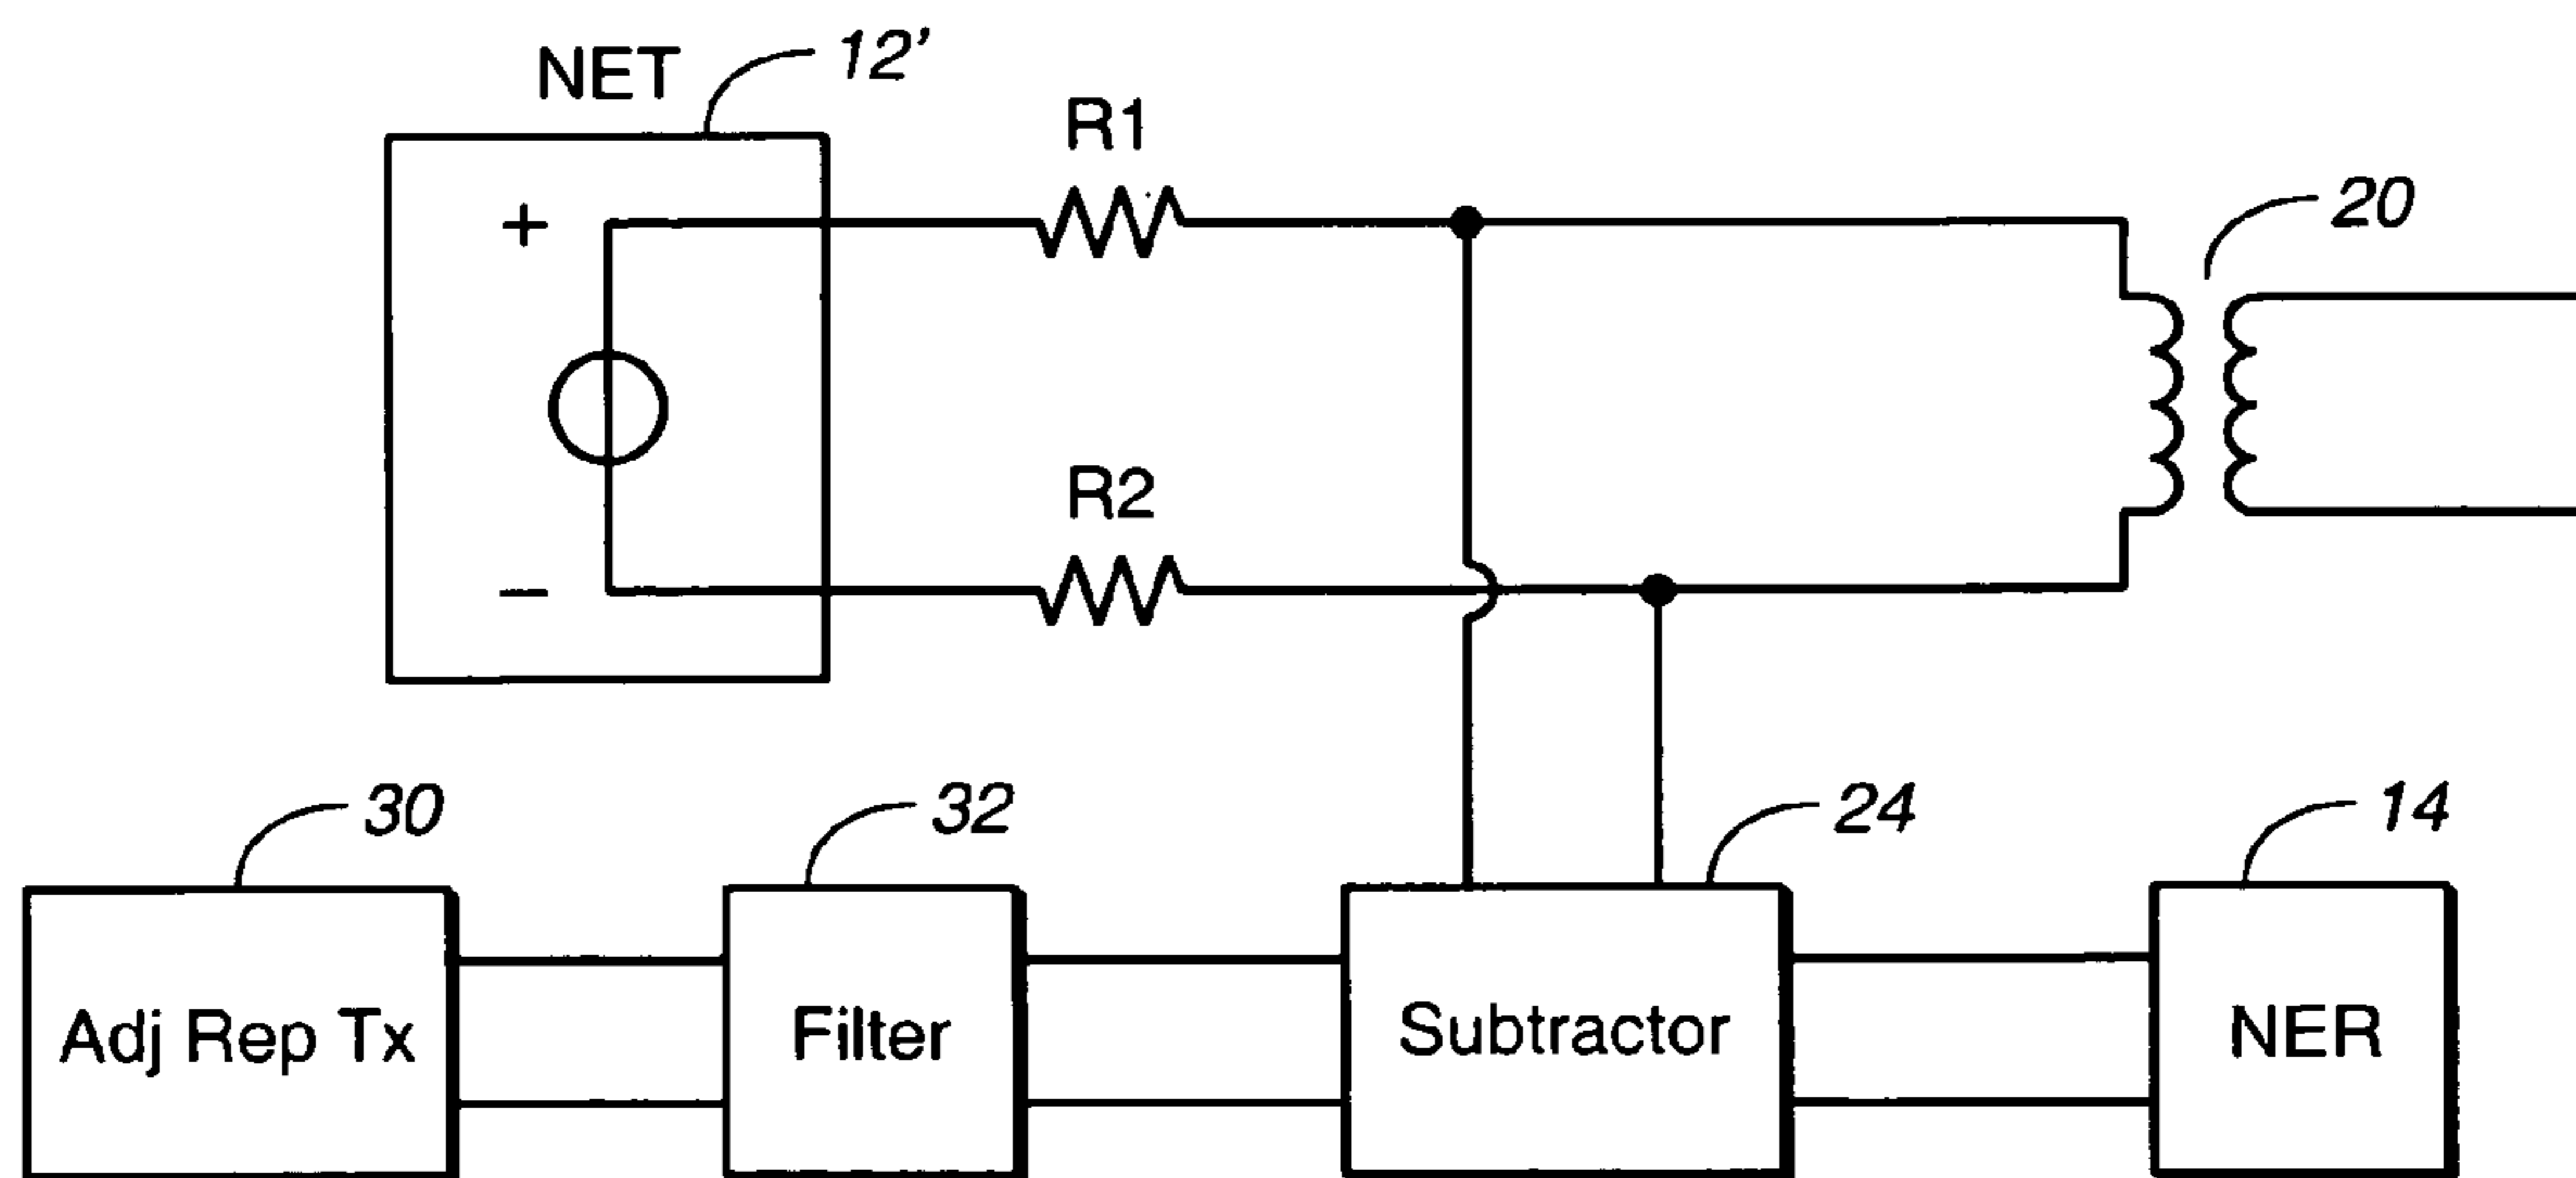 NET
12'
R1
20
+
R2
−
30
32
24
14
Adj Rep Tx
Filter
Subtractor
NER